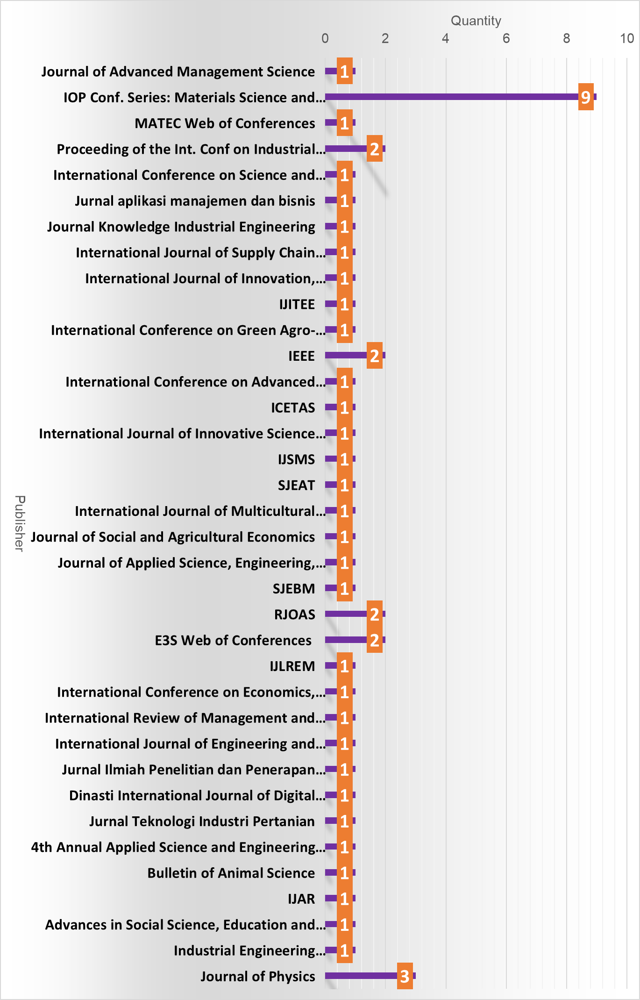 Quantity
0 2 4 6 8 10
Journal of Advanced Management Science 1
IOP Conf. Series: Materials Science and... 9
MATEC Web of Conferences 1
Proceeding of the Int. Conf on Industrial... 2
International Conference on Science and... 1
Jurnal aplikasi manajemen dan bisnis 1
Journal Knowledge Industrial Engineering 1
International Journal of Supply Chain... 1
International Journal of Innovation,... 1
IJITEE 1
International Conference on Green Agro-... 1
IEEE 2
International Conference on Advanced... 1
ICETAS 1
International Journal of Innovative Science... 1
IJSMS 1
SJEAT 1
International Journal of Multicultural... 1
Publisher
Journal of Social and Agricultural Economics 1
Journal of Applied Science, Engineering,... 1
SJEBM 1
RJOAS 2
E3S Web of Conferences 2
IJLREM 1
International Conference on Economics,... 1
International Review of Management and... 1
International Journal of Engineering and... 1
Jurnal Ilmiah Penelitian dan Penerapan... 1
Dinasti International Journal of Digital... 1
Jurnal Teknologi Industri Pertanian 1
4th Annual Applied Science and Engineering... 1
Bulletin of Animal Science 1
IJAR 1
Advances in Social Science, Education and... 1
Industrial Engineering... 1
Journal of Physics 3